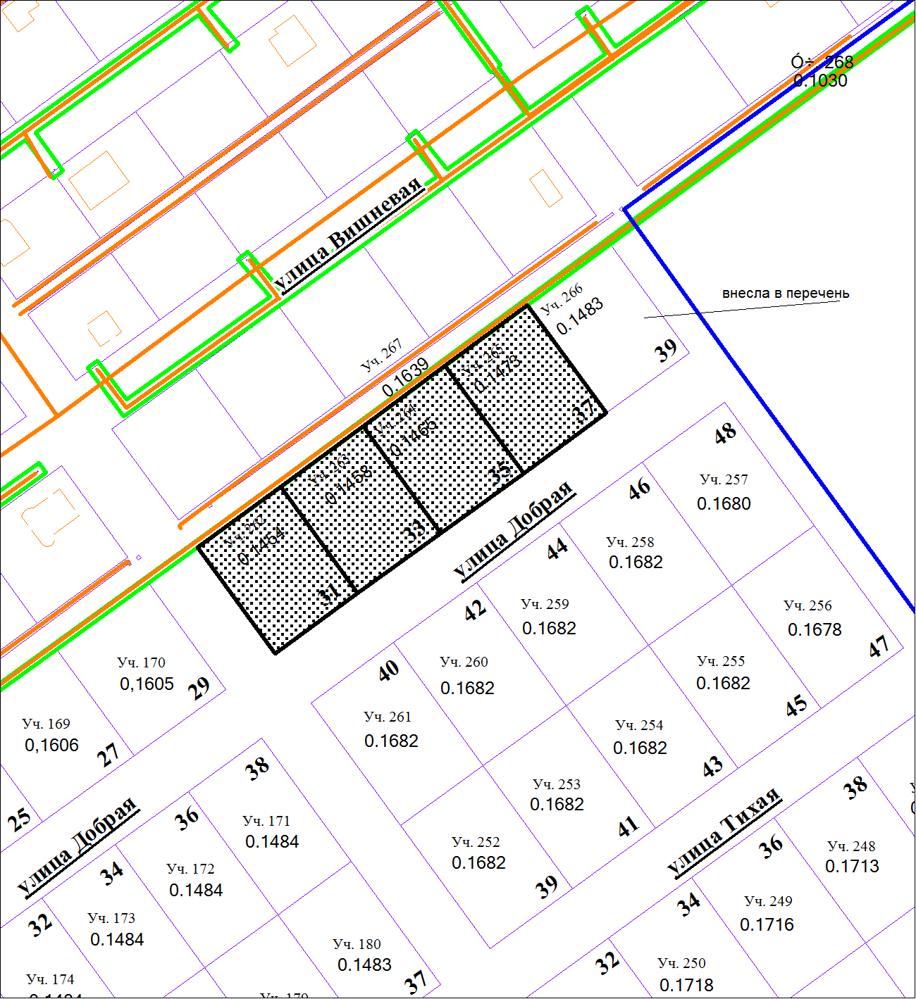 Ó÷. 268
0.1030
улица Вишневая
внесла в перечень
Уч. 266
0.1483
39
Уч. 267
0.1639
Уч. 265
0.1473
37
Уч. 264
0.1465
35
Уч. 263
0.1458
33
Уч. 262
0.1454
31
улица Добрая
48
Уч. 257
0.1680
46
Уч. 258
0.1682
44
Уч. 259
0.1682
42
Уч. 260
0.1682
40
Уч. 261
0.1682
Уч. 256
0.1678
47
Уч. 255
0.1682
45
Уч. 254
0.1682
43
Уч. 253
0.1682
41
Уч. 252
0.1682
39
Уч. 170
0,1605
29
Уч. 169
0,1606
27
25
улица Добрая
38
Уч. 171
0.1484
36
Уч. 172
0.1484
34
Уч. 173
0.1484
32
Уч. 174
Уч. 180
0.1483
37
Уч. 179
улица Тихая
38
Уч. 248
0.1713
36
Уч. 249
0.1716
34
Уч. 250
0.1718
32